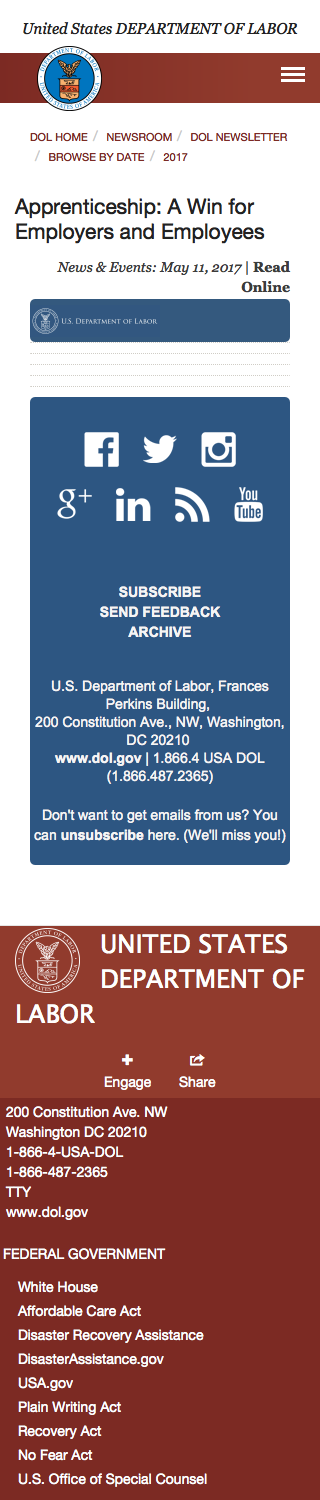 United States DEPARTMENT OF LABOR
DOL HOME / NEWSROOM / DOL NEWSLETTER
/ BROWSE BY DATE / 2017
Apprenticeship: A Win for
Employers and Employees
News & Events: May 11, 2017 | Read
Online
U.S. DEPARTMENT OF LABOR
g+ in You Tube
SUBSCRIBE
SEND FEEDBACK
ARCHIVE
U.S. Department of Labor, Frances
Perkins Building,
200 Constitution Ave., NW, Washington,
DC 20210
www.dol.gov | 1.866.4 USA DOL
(1.866.487.2365)
Don't want to get emails from us? You
can unsubscribe here. (We'll miss you!)
UNITED STATES
DEPARTMENT OF
LABOR
Engage Share
200 Constitution Ave. NW
Washington DC 20210
1-866-4-USA-DOL
1-866-487-2365
TTY
www.dol.gov
FEDERAL GOVERNMENT
White House
Affordable Care Act
Disaster Recovery Assistance
DisasterAssistance.gov
USA.gov
Plain Writing Act
Recovery Act
No Fear Act
U.S. Office of Special Counsel